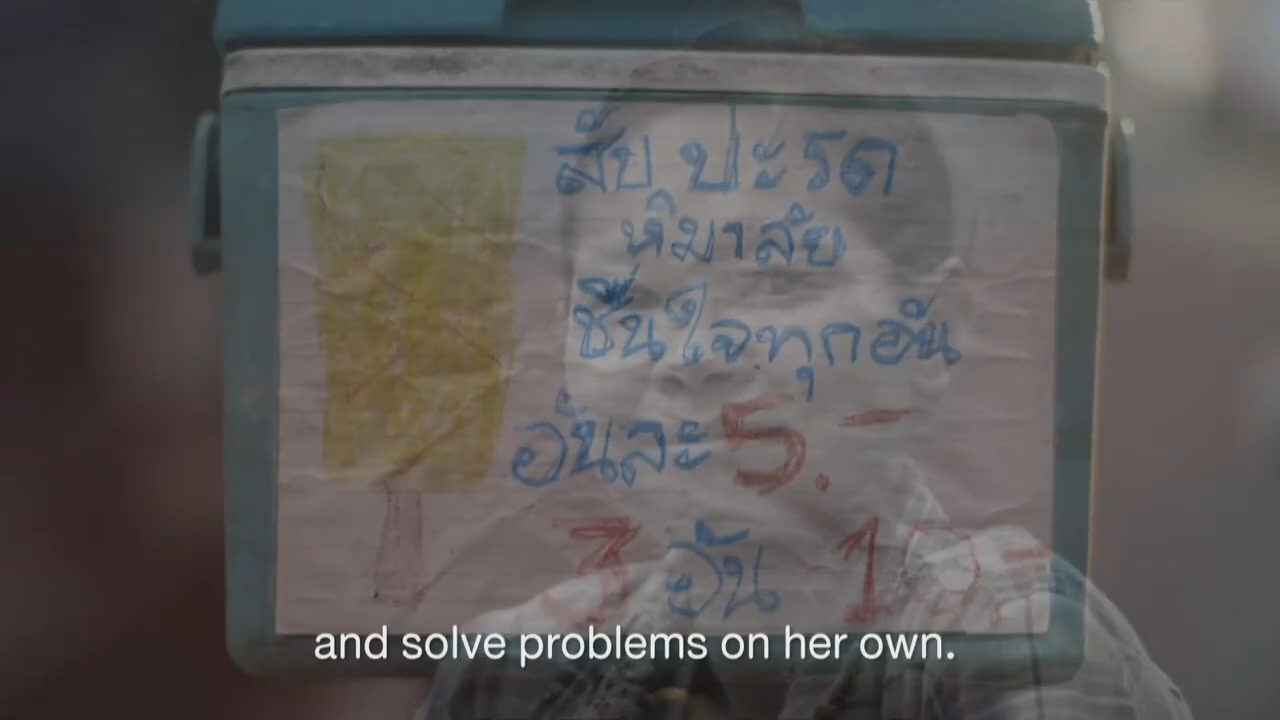 สับปะรด
หิมาลัย
ชื่นใจทุกอัน
อันละ 5.-
3 อัน 10.-
and solve problems on her own.